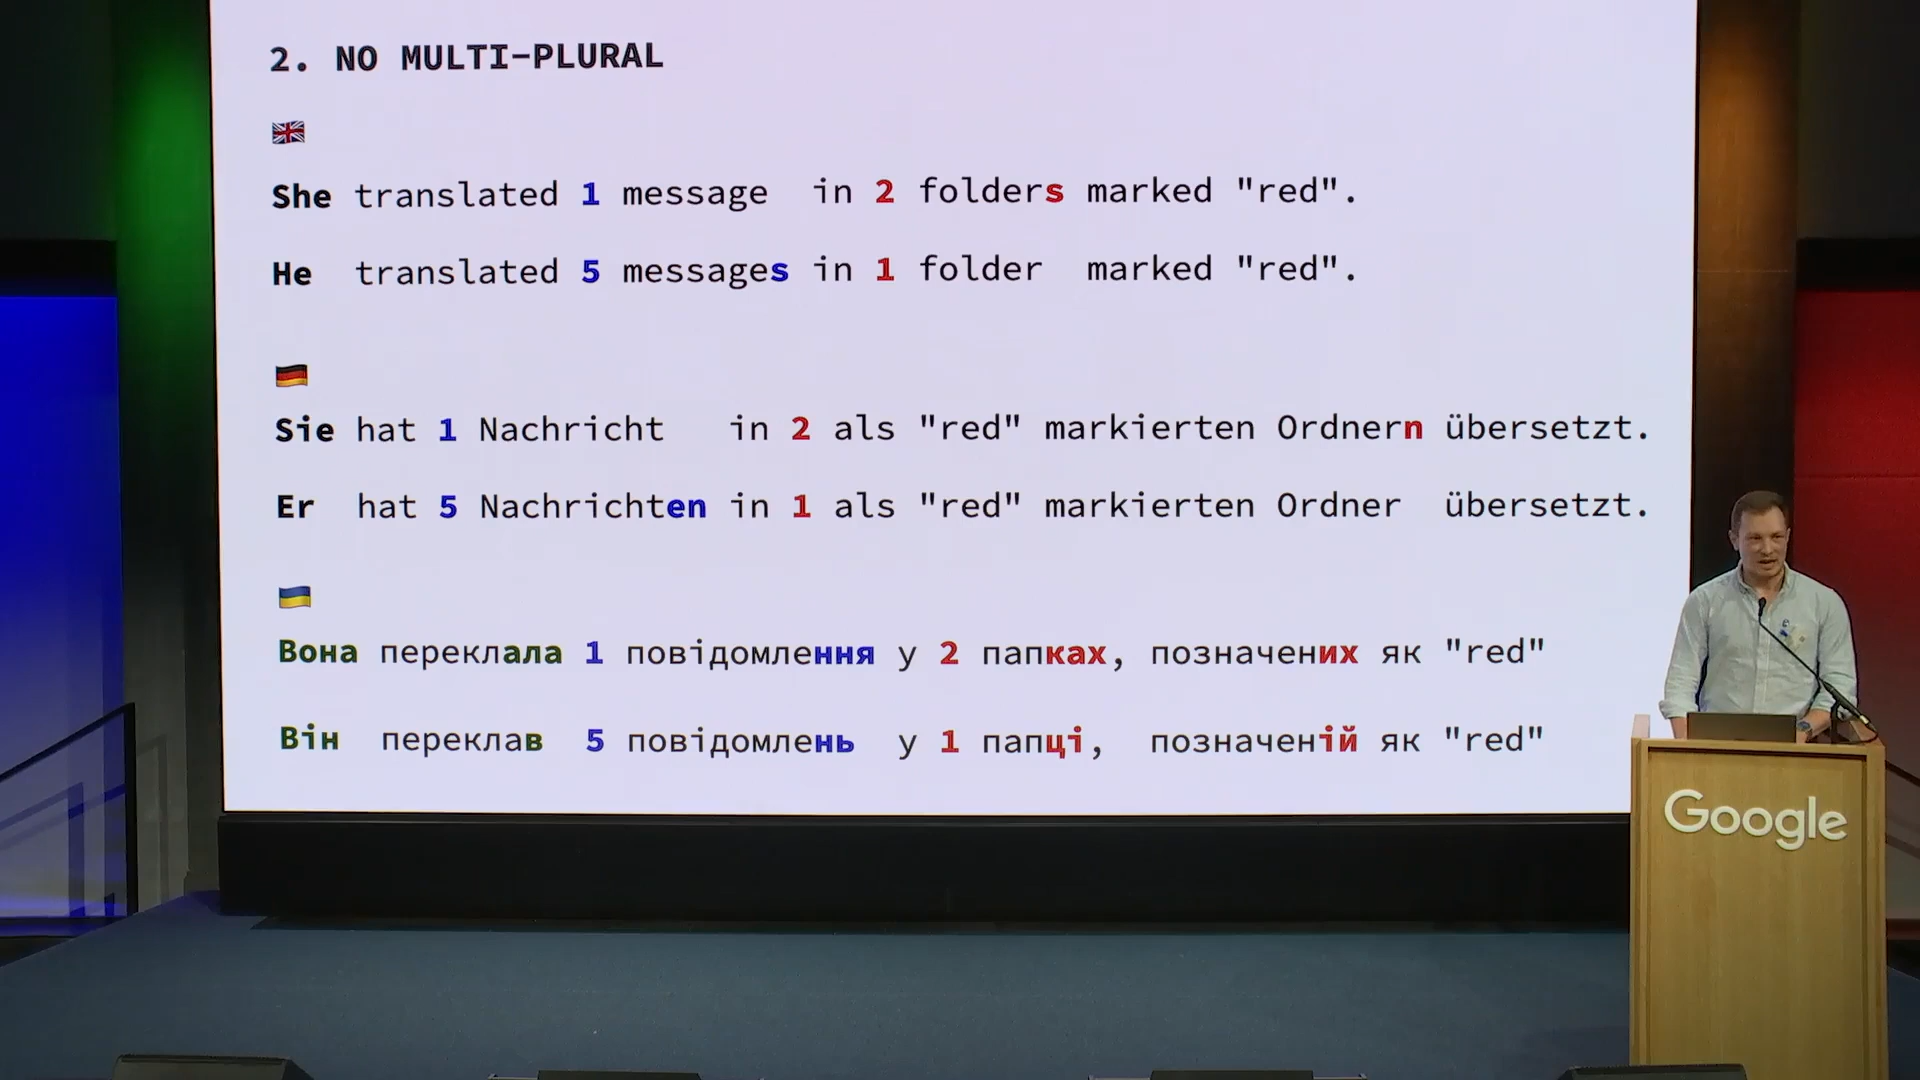 2. NO MULTI-PLURAL
She translated 1 message in 2 folders marked "red".
He translated 5 messages in 1 folder marked "red".
Sie hat 1 Nachricht in 2 als "red" markierten Ordnern übersetzt.
Er hat 5 Nachrichten in 1 als "red" markierten Ordner übersetzt.
Вона переклала 1 повідомлення у 2 папках, позначених як "red"
Він переклав 5 повідомлень у 1 папці, позначеній як "red"
Google